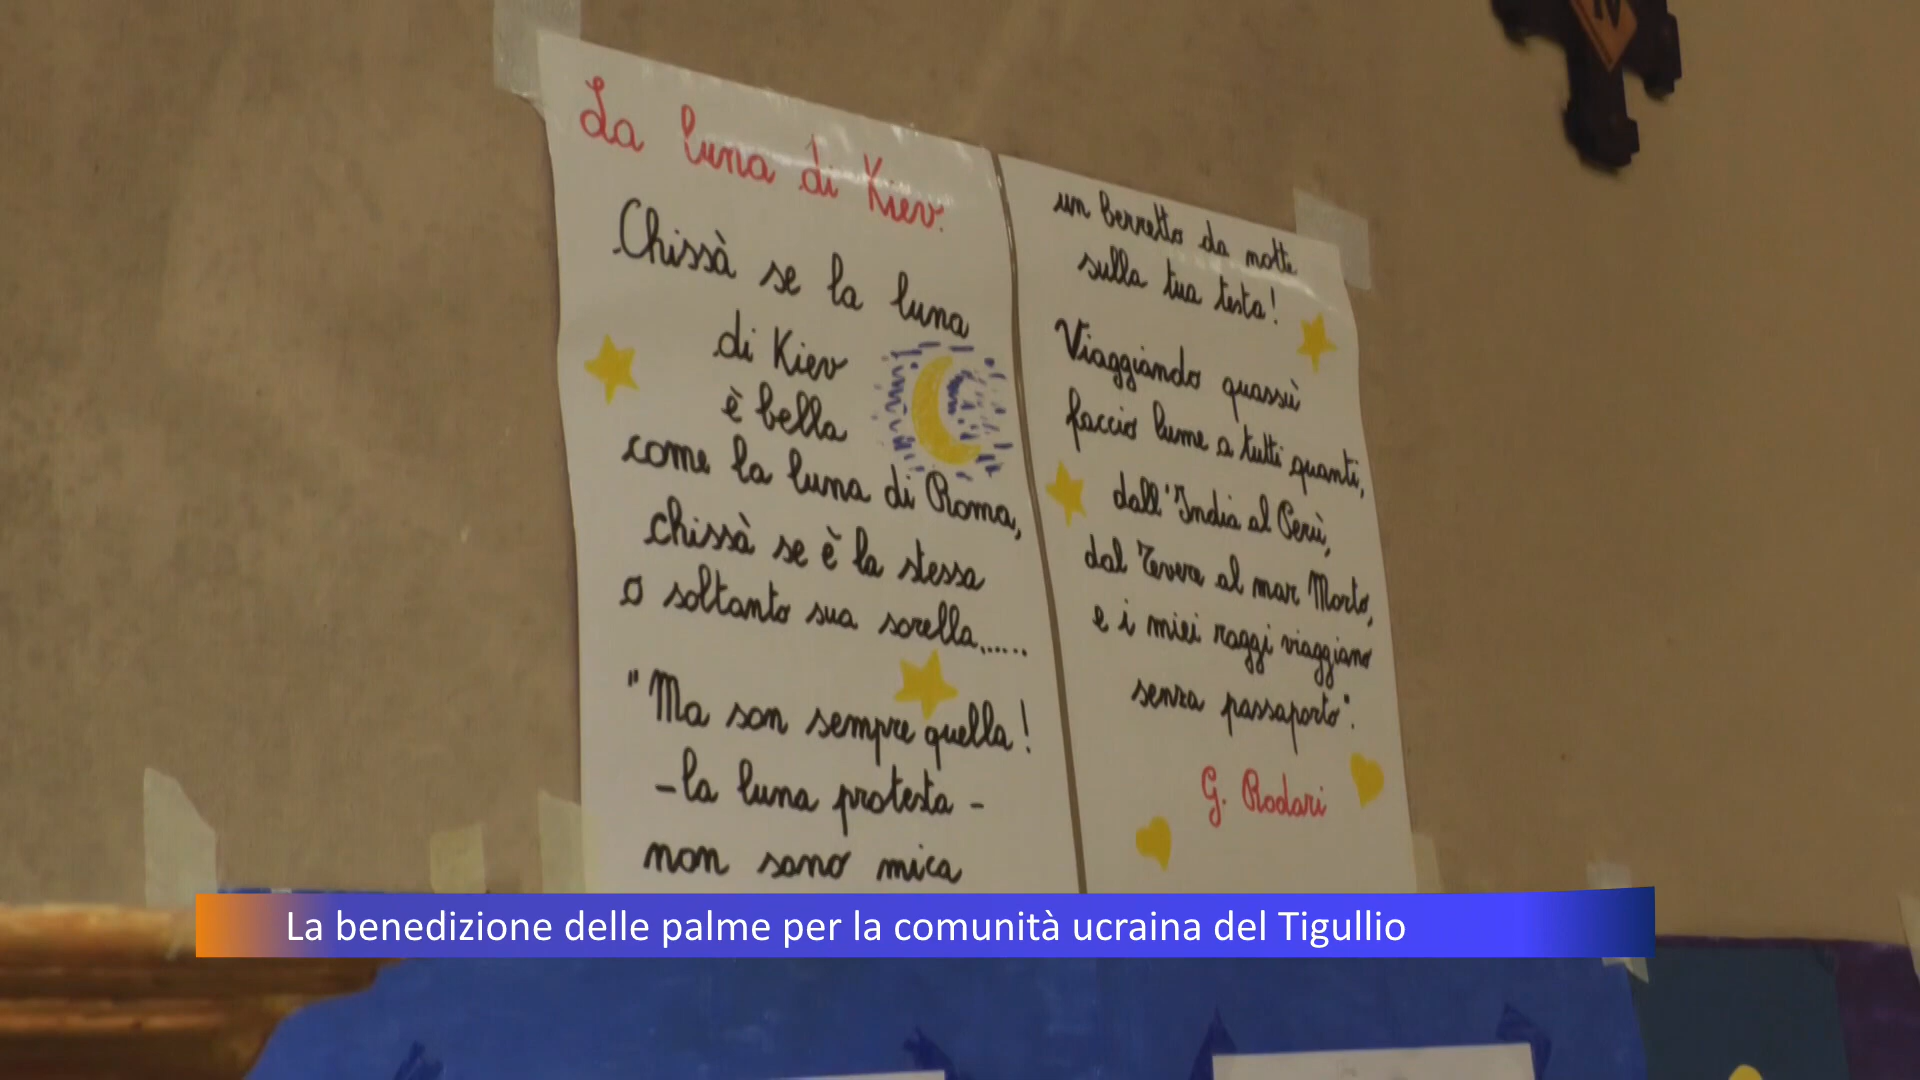 La luna di Kiev.
Chissà se la luna
di Kiev
è bella
come la luna di Roma,
chissà se è la stessa
o soltanto sua sorella......
"Ma son sempre quella!
-la luna protesta-
non sono mica
un berretto da notte
sulla tua testa!
Viaggiando quassù
faccio lume a tutti quanti,
dall'India al Perù,
dal Tevere al mar Morto,
e i miei raggi viaggiano
senza passaporto".
G. Rodari
La benedizione delle palme per la comunità ucraina del Tigullio